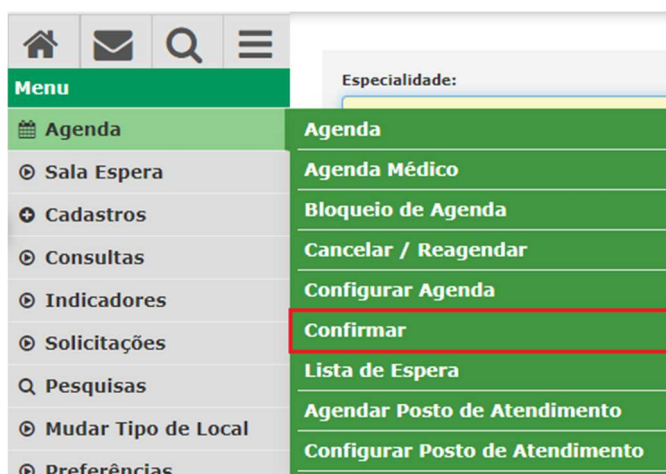 Especialidade:
Menu
Agenda
Sala Espera
Cadastros
Consultas
Indicadores
Solicitações
Pesquisas
Mudar Tipo de Local
Preferências
Agenda
Agenda Médico
Bloqueio de Agenda
Cancelar / Reagendar
Configurar Agenda
Confirmar
Lista de Espera
Agendar Posto de Atendimento
Configurar Posto de Atendimento